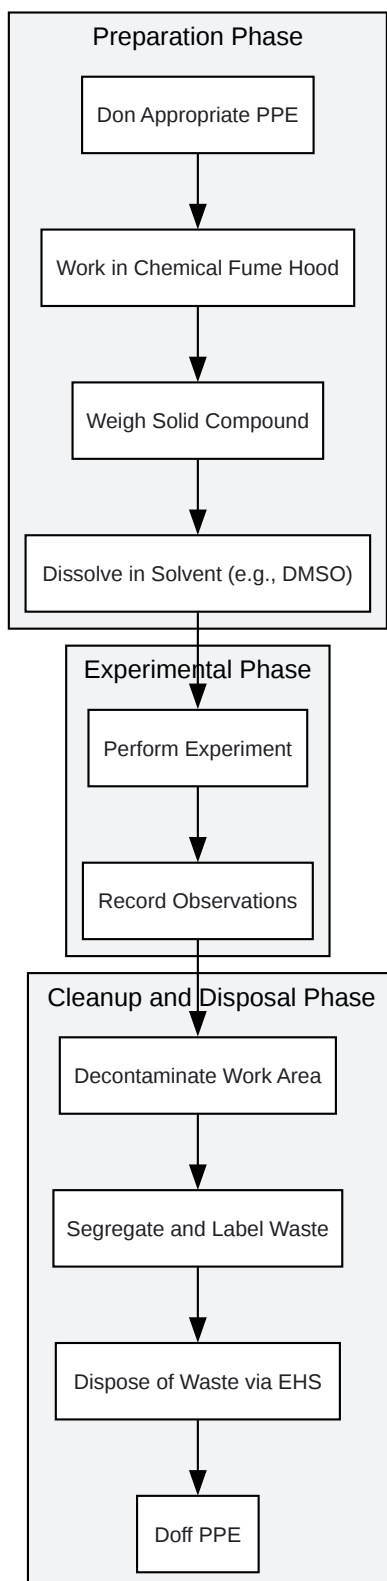 Preparation Phase
Don Appropriate PPE
Work in Chemical Fume Hood
Weigh Solid Compound
Dissolve in Solvent (e.g., DMSO)
Experimental Phase
Perform Experiment
Record Observations
Cleanup and Disposal Phase
Decontaminate Work Area
Segregate and Label Waste
Dispose of Waste via EHS
Doff PPE